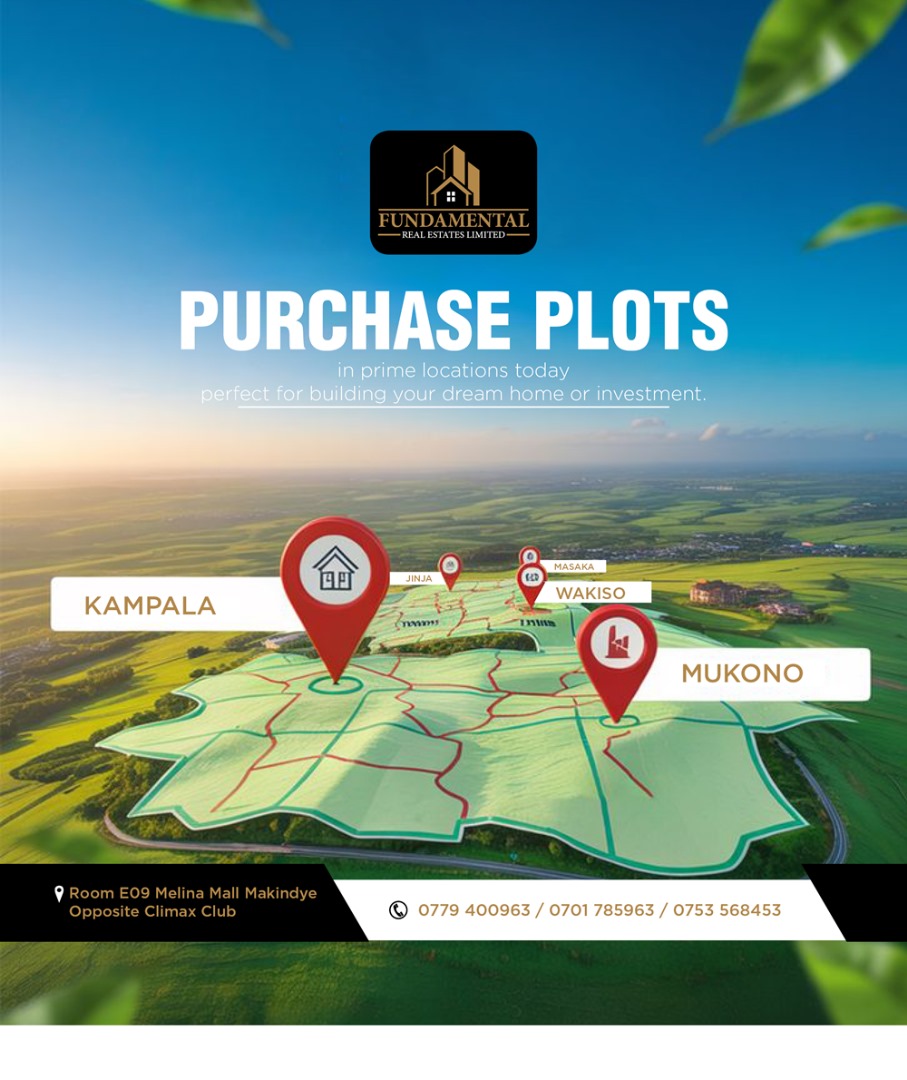 FUNDAMENTAL
REAL ESTATES LIMITED
PURCHASE PLOTS
in prime locations today
perfect for building your dream home or investment.
MASAKA
JINJA
WAKISO
KAMPALA
MUKONO
Room E09 Melina Mall Makindye
Opposite Climax Club
0779 400963 / 0701 785963 / 0753 568453